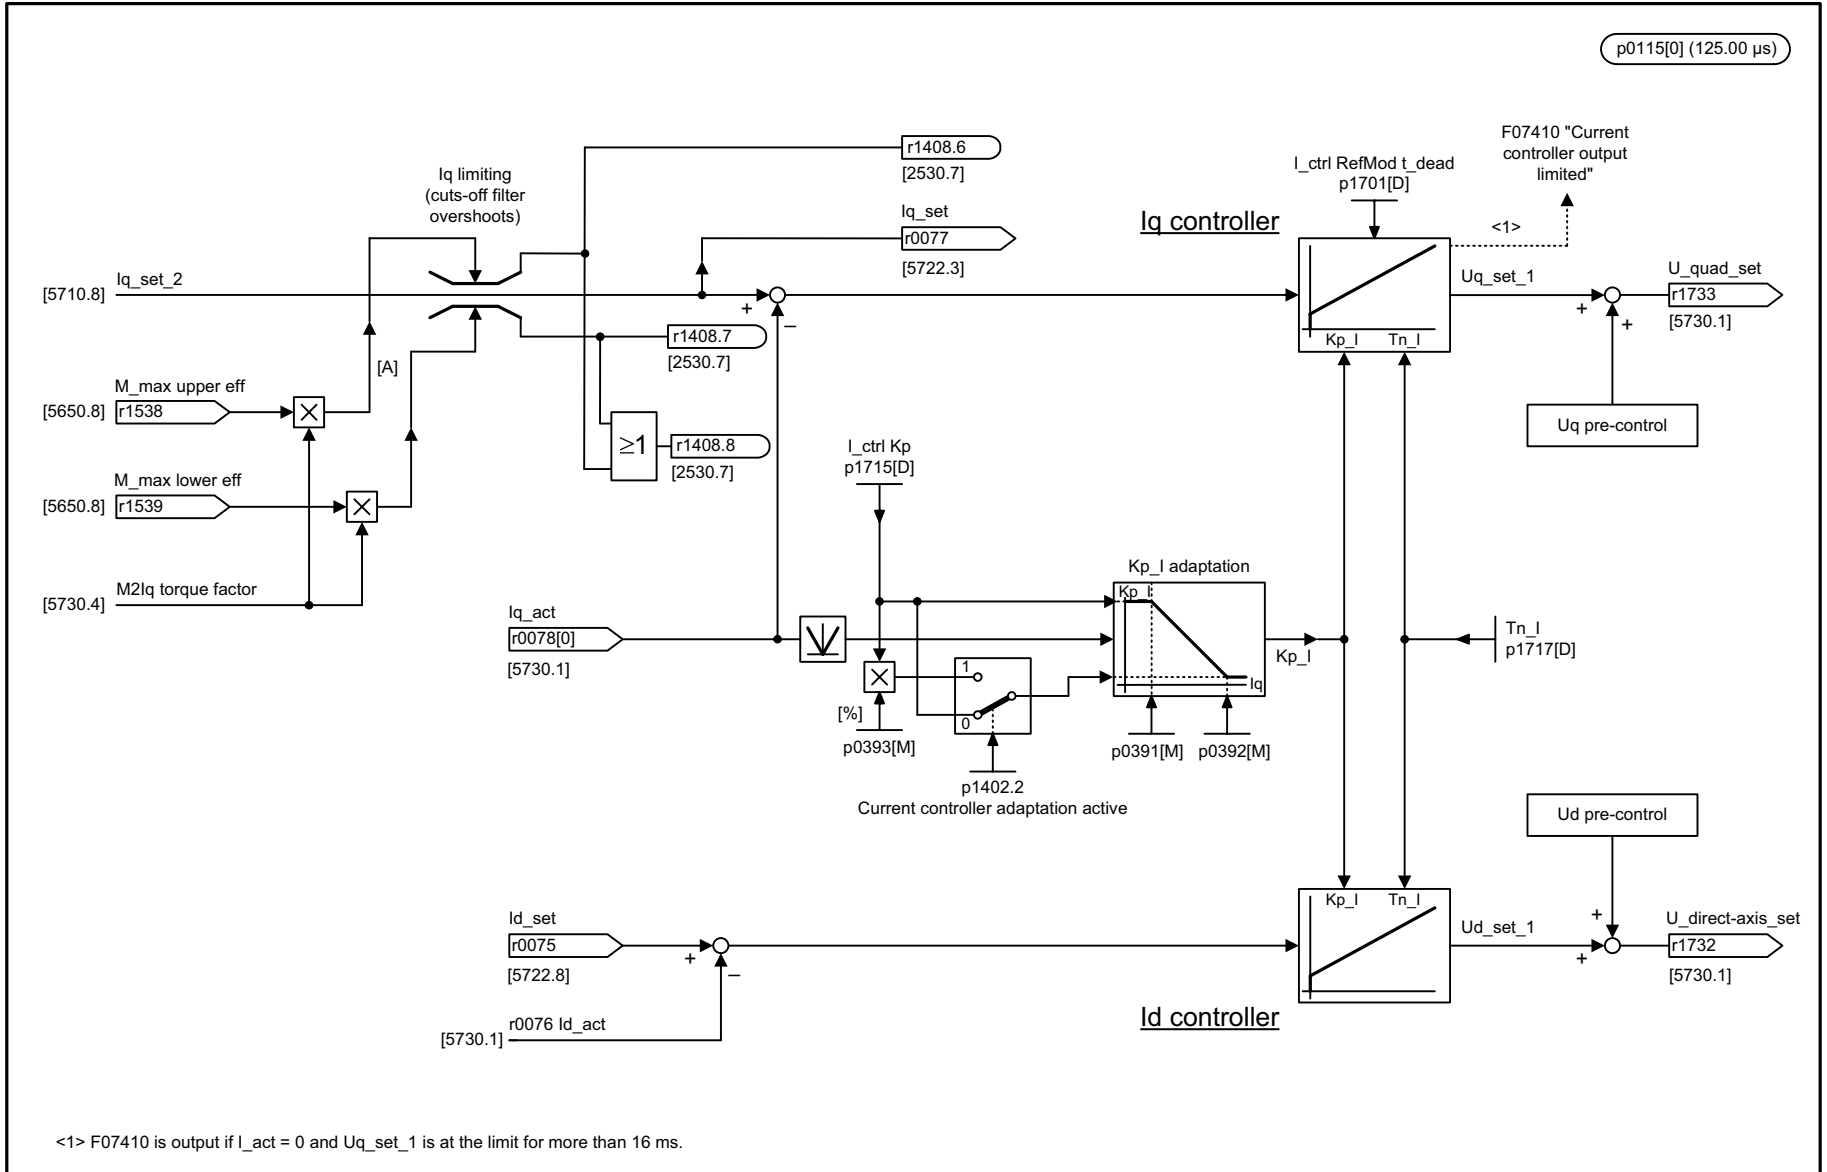 p0115[0] (125.00 µs)
F07410 "Current
controller output
limited"
r1408.6
[2530.7]
I_ctrl RefMod t_dead
p1701[D]
Iq limiting
(cuts-off filter
overshoots)
Iq_set
r0077
[5722.3]
Iq controller
<1>
[5710.8]
Iq_set_2
+
–
Kp_I
Tn_I
Uq_set_1
+
+
U_quad_set
r1733
[5730.1]
r1408.7
[2530.7]
[A]
M_max upper eff
[5650.8]
r1538
Uq pre-control
≥1
r1408.8
[2530.7]
I_ctrl Kp
p1715[D]
M_max lower eff
[5650.8]
r1539
M2Iq torque factor
[5730.4]
Iq_act
r0078[0]
[5730.1]
Kp_I adaptation
Kp_I
Iq
Kp_I
Tn_I
p1717[D]
1
0
[%]
p0393[M]
p0391[M]
p0392[M]
p1402.2
Current controller adaptation active
Ud pre-control
Id_set
r0075
[5722.8]
+
–
Kp_I
Tn_I
Ud_set_1
+
+
U_direct-axis_set
r1732
[5730.1]
Id controller
[5730.1]
r0076 Id_act
<1> F07410 is output if I_act = 0 and Uq_set_1 is at the limit for more than 16 ms.